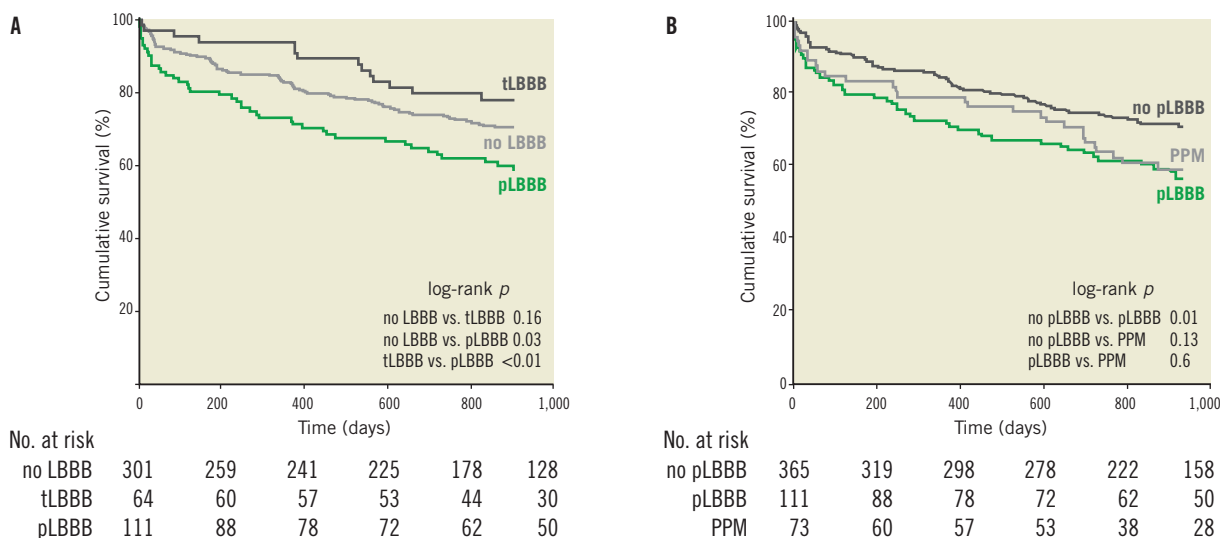 A
Cumulative survival (%)
100
80
60
40
20
tLBBB
no LBBB
pLBBB
log-rank p
no LBBB vs. tLBBB 0.16
no LBBB vs. pLBBB 0.03
tLBBB vs. pLBBB <0.01
0 200 400 600 800 1,000
Time (days)
No. at risk
no LBBB 301 259 241 225 178 128
tLBBB 64 60 57 53 44 30
pLBBB 111 88 78 72 62 50
B
Cumulative survival (%)
100
80
60
40
20
0
no pLBBB
PPM
pLBBB
log-rank p
no pLBBB vs. pLBBB 0.01
no pLBBB vs. PPM 0.13
pLBBB vs. PPM 0.6
0 200 400 600 800 1,000
Time (days)
No. at risk
no pLBBB 365 319 298 278 222 158
pLBBB 111 88 78 72 62 50
PPM 73 60 57 53 38 28